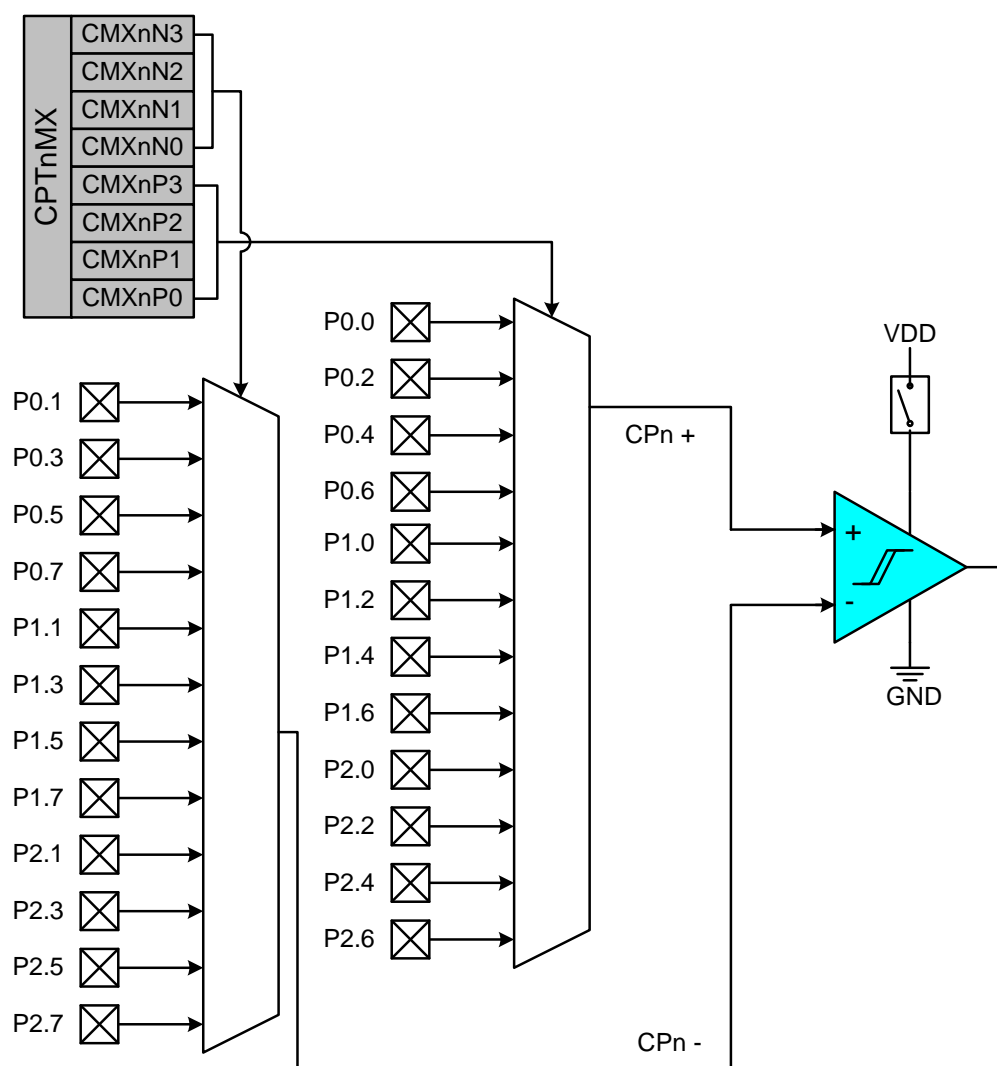 CPTnMX
CMXnN3
CMXnN2
CMXnN1
CMXnN0
CMXnP3
CMXnP2
CMXnP1
CMXnP0
P0.1
P0.3
P0.5
P0.7
P1.1
P1.3
P1.5
P1.7
P2.1
P2.3
P2.5
P2.7
P0.0
P0.2
P0.4
P0.6
P1.0
P1.2
P1.4
P1.6
P2.0
P2.2
P2.4
P2.6
CPn +
CPn -
VDD
+
-
GND